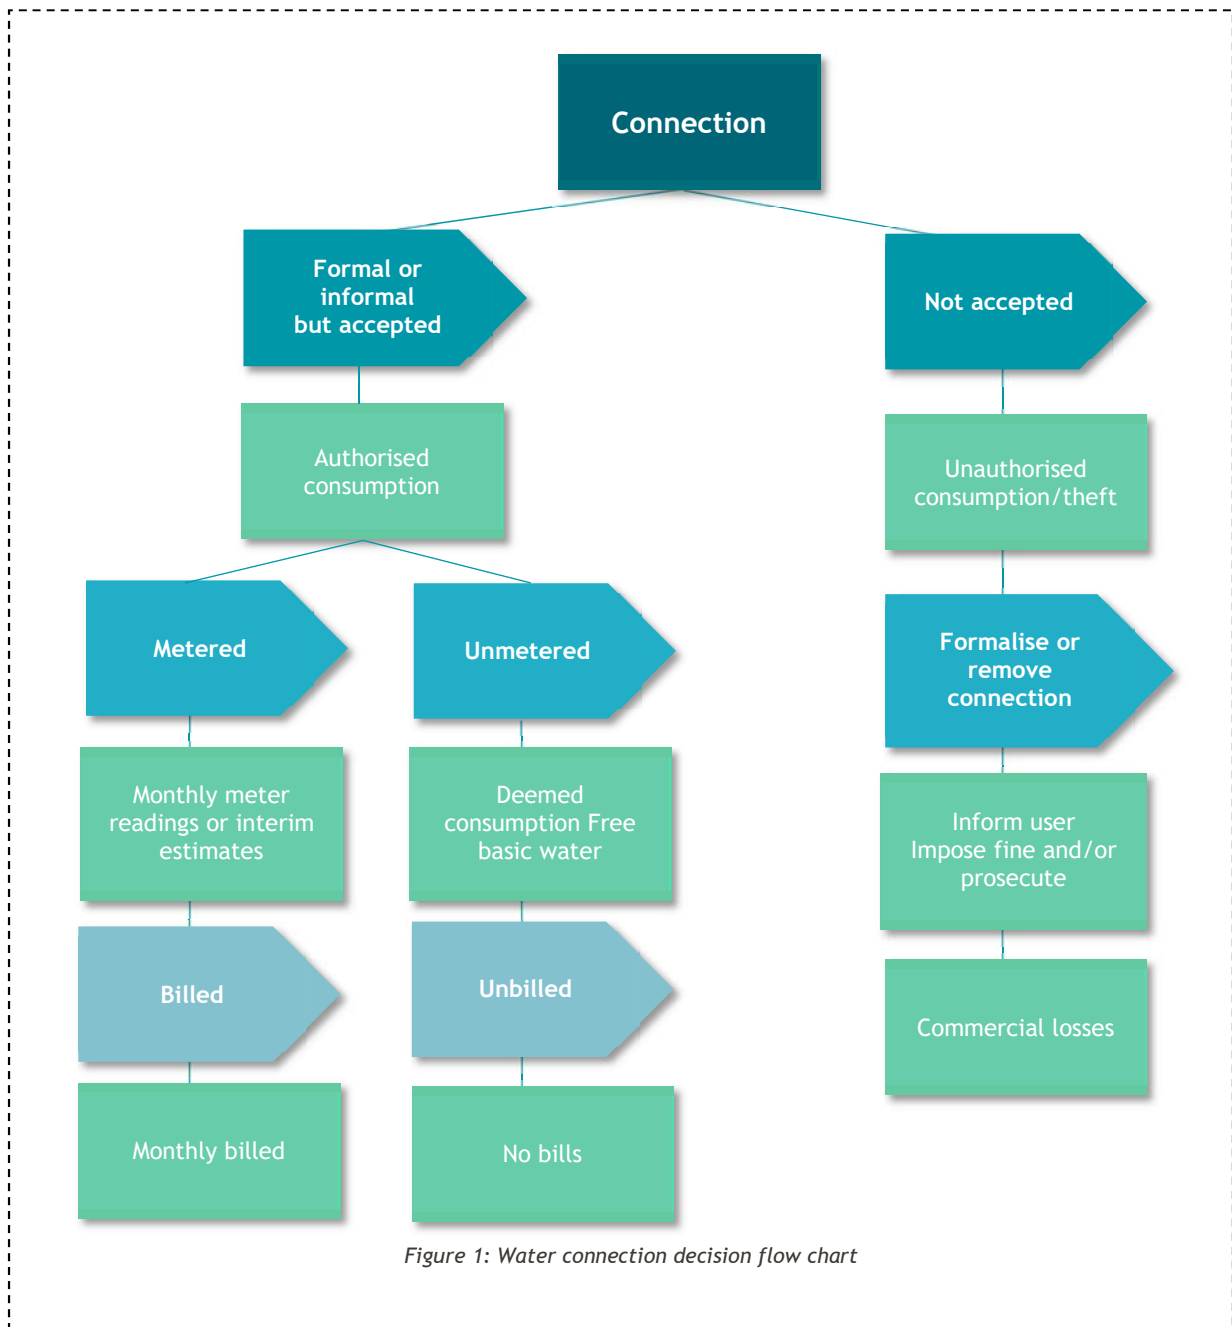 Connection
Formal or
informal
but accepted
Not accepted
Authorised
consumption
Unauthorised
consumption/theft
Metered
Unmetered
Formalise or
remove
connection
Monthly meter
readings or interim
estimates
Deemed
consumption Free
basic water
Inform user
Impose fine and/or
prosecute
Billed
Unbilled
Commercial losses
Monthly billed
No bills
Figure 1: Water connection decision flow chart